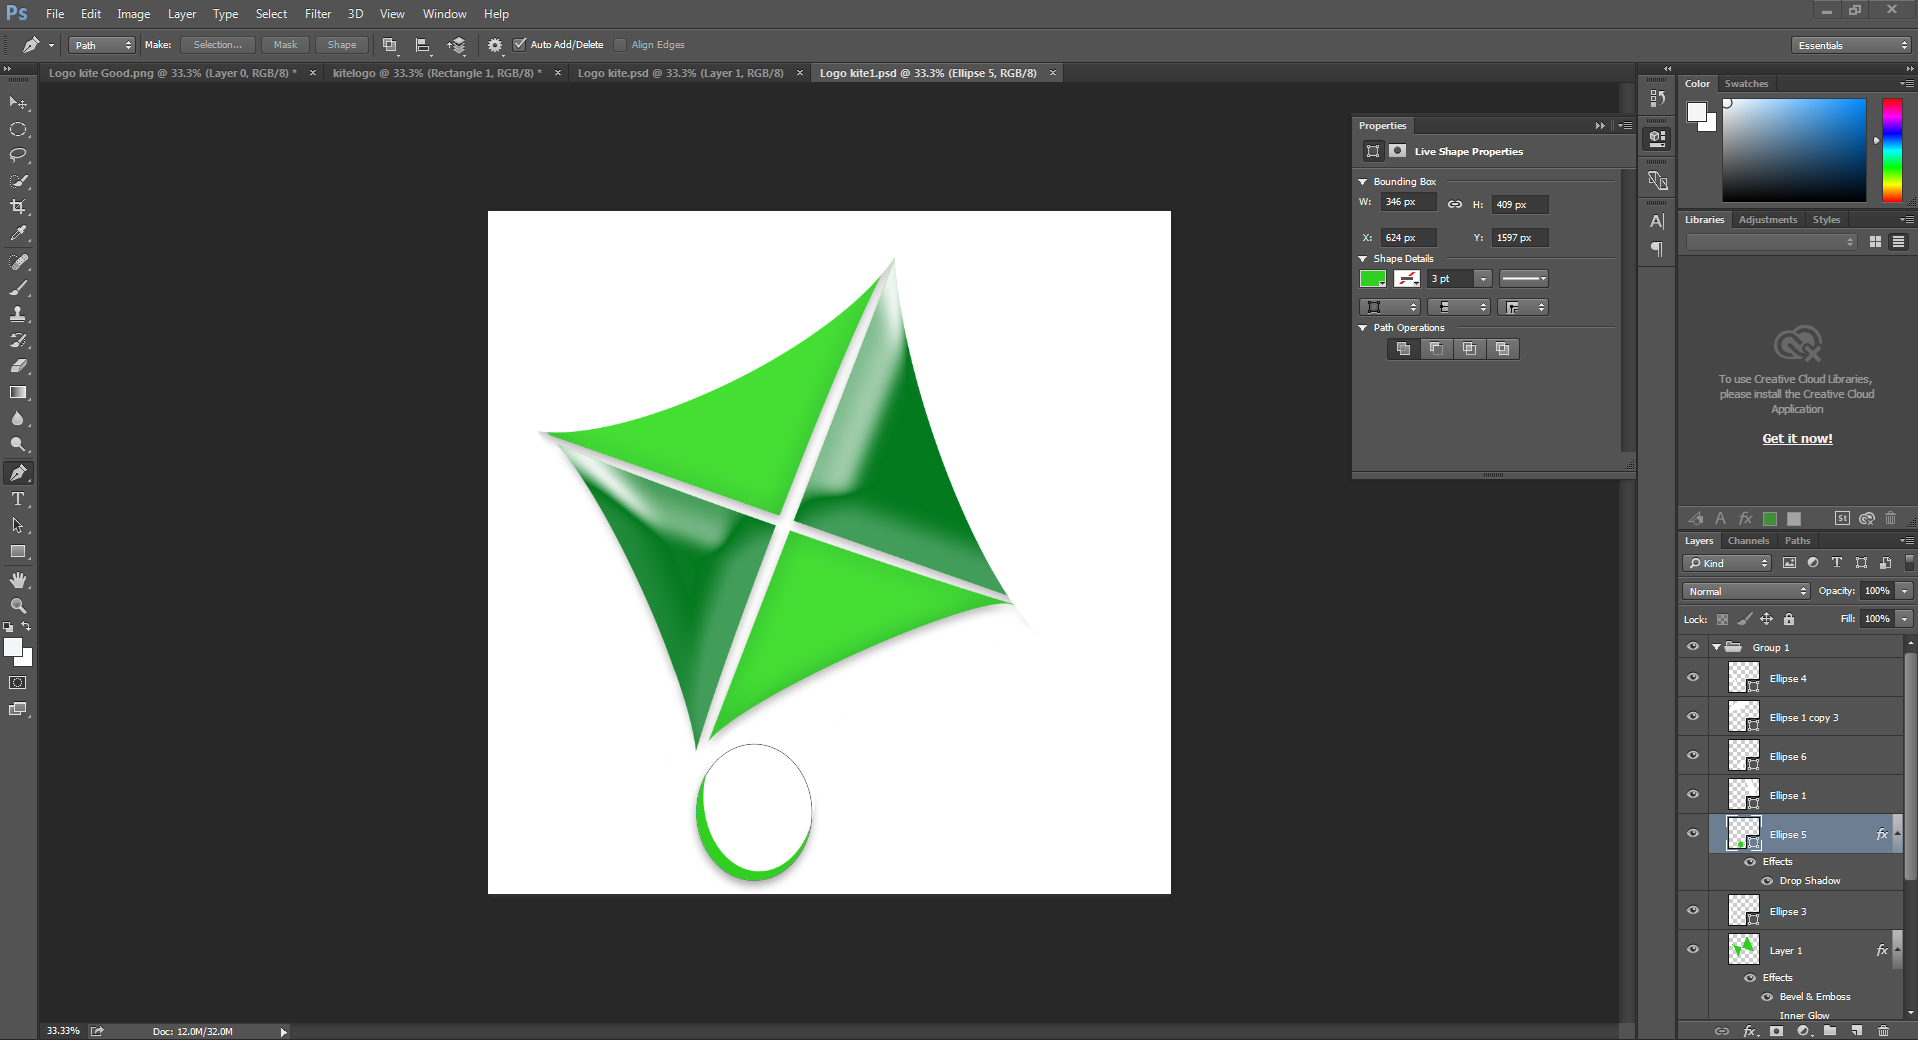 Ps File Edit Image Layer Type Select Filter 3D View Window Help
Path Make: Selection... Mask Shape Auto Add/Delete Align Edges Essentials
Logo kite Good.png @ 33.3% (Layer 0, RGB/8) * × kitelogo @ 33.3% (Rectangle 1, RGB/8) * × Logo kite.psd @ 33.3% (Layer 1, RGB/8) × Logo kite1.psd @ 33.3% (Ellipse 5, RGB/8) ×
Properties
Live Shape Properties
Bounding Box
W: 346 px H: 409 px
X: 624 px Y: 1597 px
Shape Details
3 pt
Path Operations
Color Swatches
Libraries Adjustments Styles
To use Creative Cloud Libraries,
please install the Creative Cloud
Application
Get it now!
A fx St
Layers Channels Paths
Kind
Normal Opacity: 100%
Lock: Fill: 100%
Group 1
Ellipse 4
Ellipse 1 copy 3
Ellipse 6
Ellipse 1
Ellipse 5 fx
Effects
Drop Shadow
Ellipse 3
Layer 1 fx
Effects
Bevel & Emboss
Inner Glow
33.33% Doc: 12.0M/32.0M